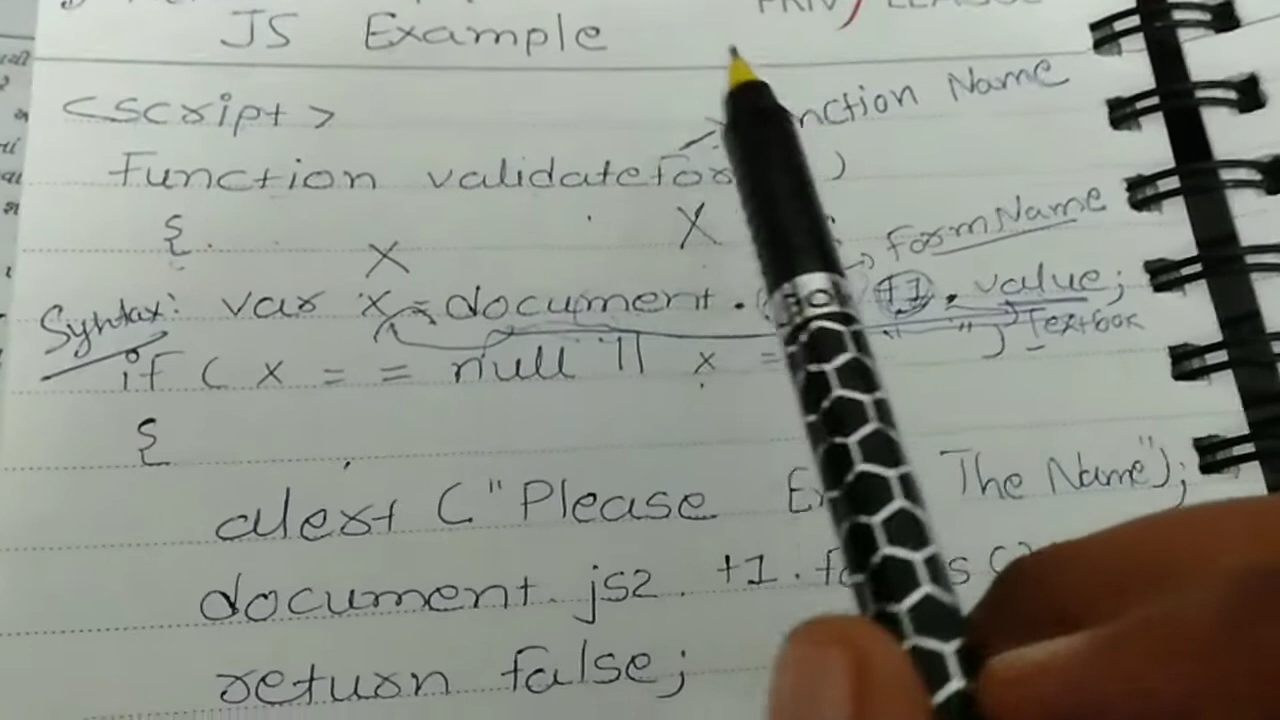 JS Example
<script>
Function Name
function validatefor )
{
X X
FormName
Syntax: var x = document. t1. value;
" " ) Textbox
if ( x = = null || x =
{
alert ("Please The Name");
document. js2. t1.
return false;